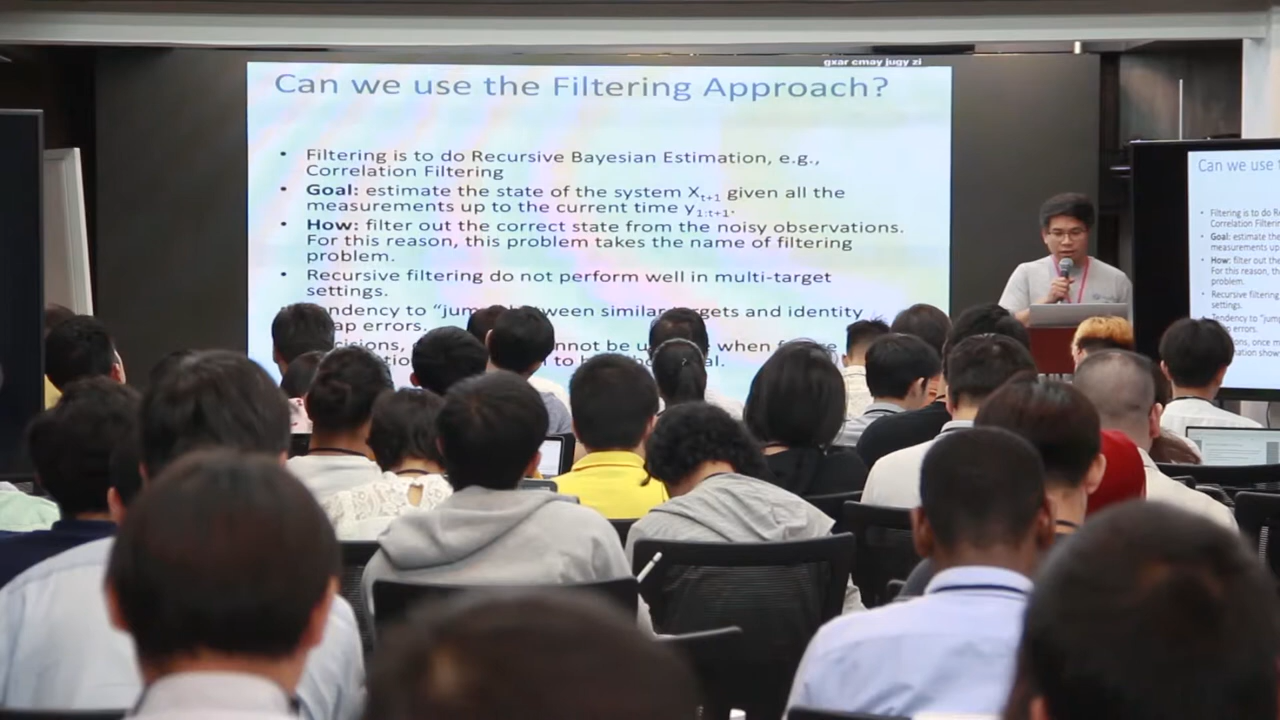 gxar cmay jugy zi
Can we use the Filtering Approach?
• Filtering is to do Recursive Bayesian Estimation, e.g.,
Correlation Filtering
• Goal: estimate the state of the system Xt+1 given all the
measurements up to the current time y1:t+1.
• How: filter out the correct state from the noisy observations.
For this reason, this problem takes the name of filtering
problem.
• Recursive filtering do not perform well in multi-target
settings.
targets and identity
errors.
when
Can we use
• Filtering is to do
Correlation
• Goal: estimate the
measurements up
• How: filter out the
For this reason,
problem.
• Recursive filtering
settings.
• Tendency to
errors.
once